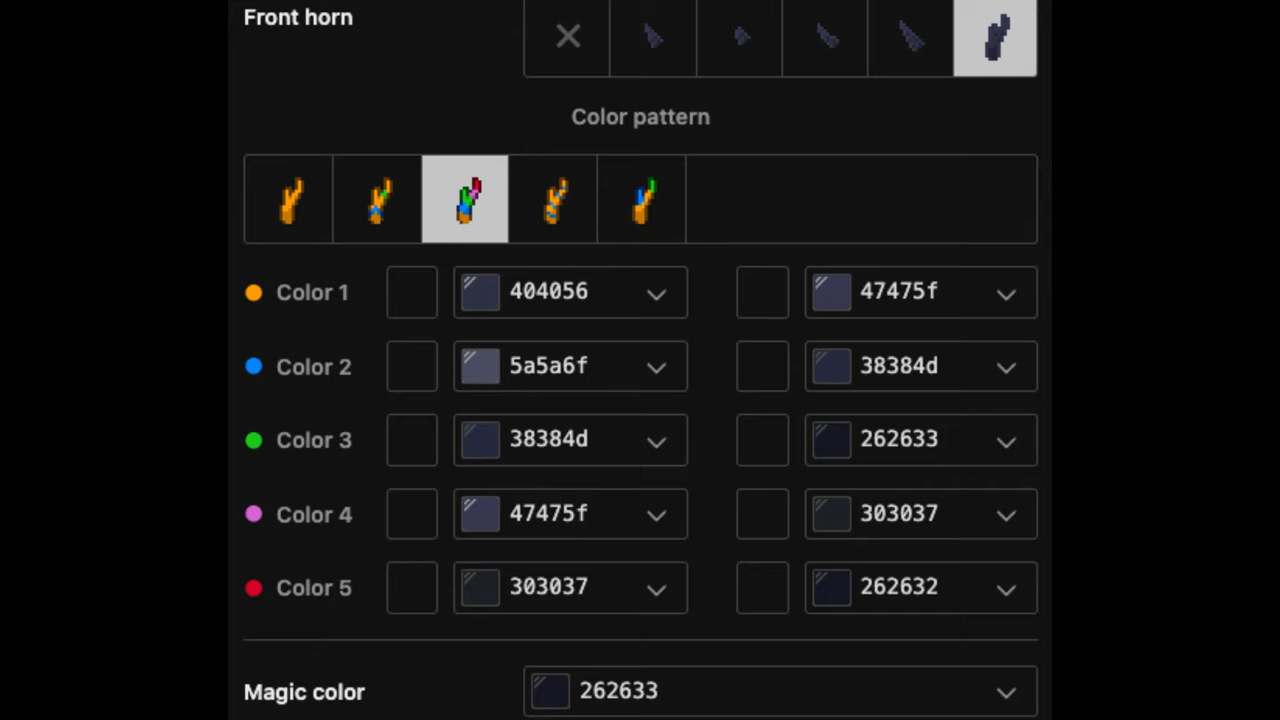 Front horn
Color pattern
Color 1 404056 47475f
Color 2 5a5a6f 38384d
Color 3 38384d 262633
Color 4 47475f 303037
Color 5 303037 262632
Magic color 262633